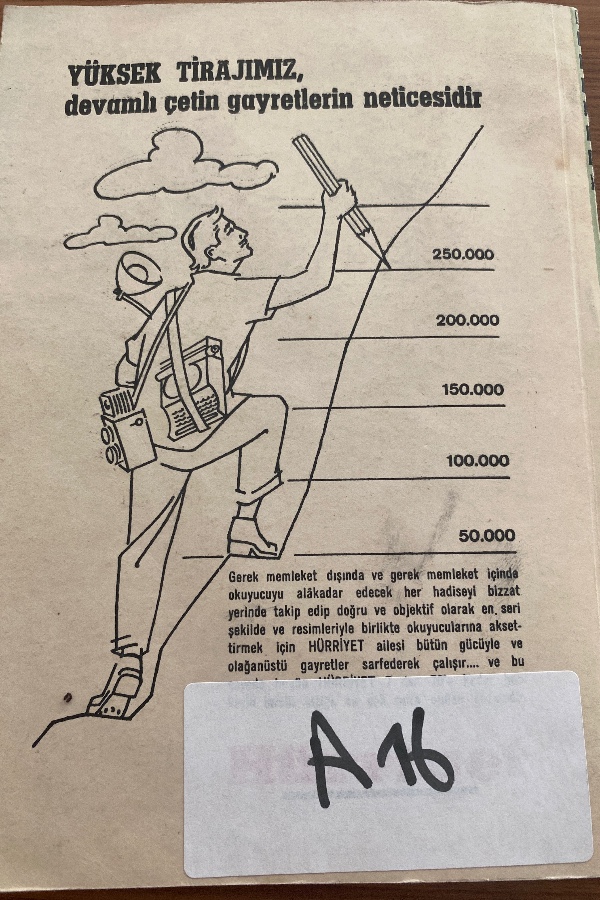 YÜKSEK TİRAJIMIZ,
devamlı çetin gayretlerin neticesidir
250.000
200.000
150.000
100.000
50.000
Gerek memleket dışında ve gerek memleket içinde
okuyucuyu alâkadar edecek her hadiseyi bizzat
yerinde takip edip doğru ve objektif olarak en seri
şekilde ve resimleriyle birlikte okuyucularına akset-
tirmek için HÜRRİYET ailesi bütün gücüyle ve
olağanüstü gayretler sarfederek çalışır.... ve bu
A 16